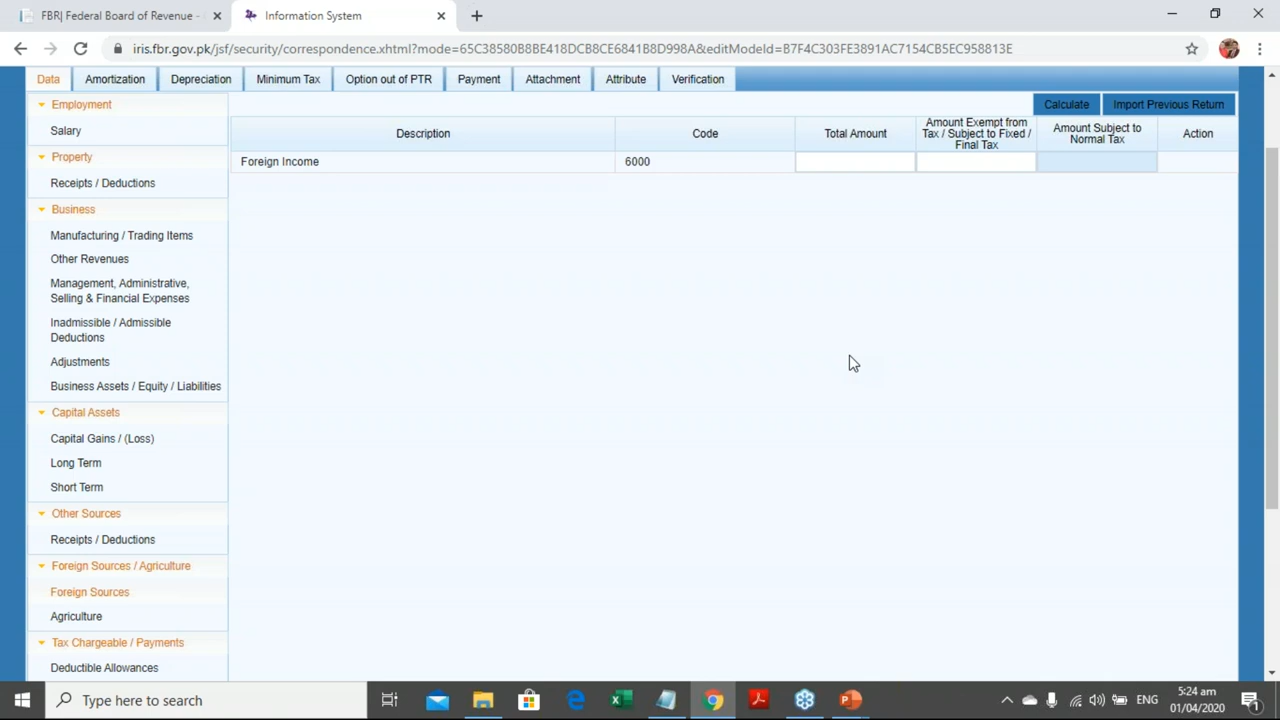 FBR| Federal Board of Revenue -
Information System
iris.fbr.gov.pk/jsf/security/correspondence.xhtml?mode=65C38580B8BE418DCB8CE6841B8D998A&editModeId=B7F4C303FE3891AC7154CB5EC958813E
Data
Amortization
Depreciation
Minimum Tax
Option out of PTR
Payment
Attachment
Attribute
Verification
Employment
Salary
Property
Receipts / Deductions
Business
Manufacturing / Trading Items
Other Revenues
Management, Administrative,
Selling & Financial Expenses
Inadmissible / Admissible
Deductions
Adjustments
Business Assets / Equity / Liabilities
Capital Assets
Capital Gains / (Loss)
Long Term
Short Term
Other Sources
Receipts / Deductions
Foreign Sources / Agriculture
Foreign Sources
Agriculture
Tax Chargeable / Payments
Deductible Allowances
Calculate
Import Previous Return
Description
Code
Total Amount
Amount Exempt from
Tax / Subject to Fixed /
Final Tax
Amount Subject to
Normal Tax
Action
Foreign Income
6000
Type here to search
ENG
5:24 am
01/04/2020
1